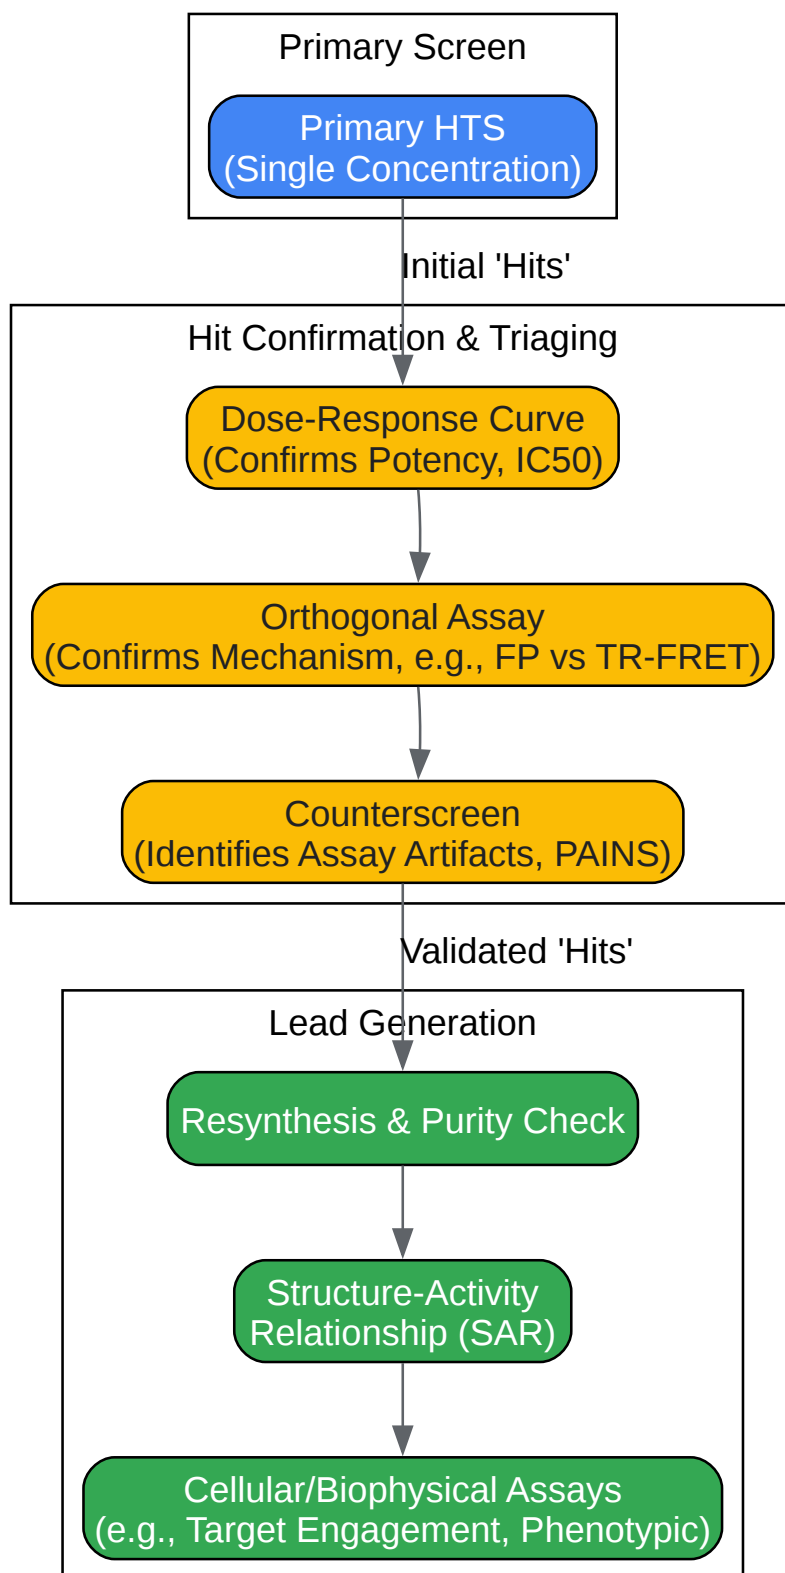 Primary Screen
Primary HTS
(Single Concentration)
Initial 'Hits'
Hit Confirmation & Triaging
Dose-Response Curve
(Confirms Potency, IC50)
Orthogonal Assay
(Confirms Mechanism, e.g., FP vs TR-FRET)
Counterscreen
(Identifies Assay Artifacts, PAINS)
Validated 'Hits'
Lead Generation
Resynthesis & Purity Check
Structure-Activity
Relationship (SAR)
Cellular/Biophysical Assays
(e.g., Target Engagement, Phenotypic)